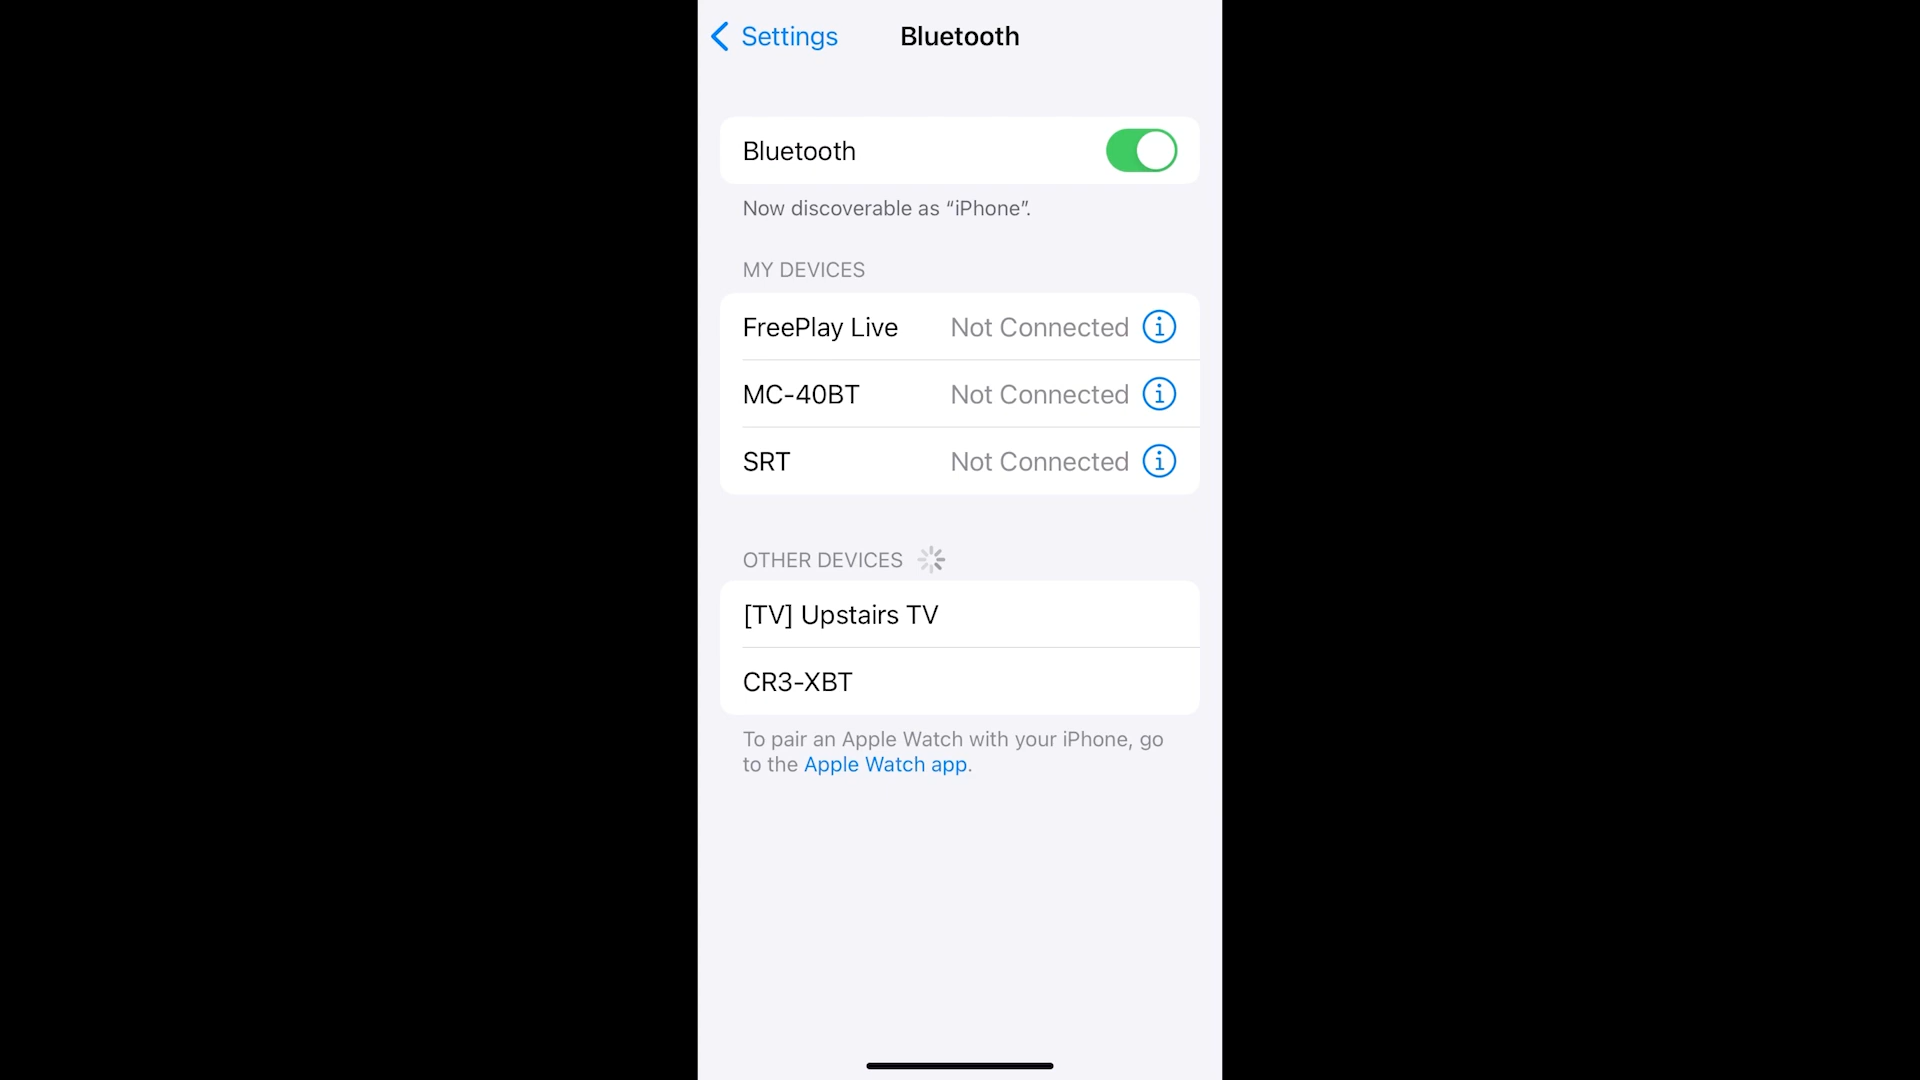 Settings
Bluetooth
Bluetooth
Now discoverable as “iPhone”.
MY DEVICES
FreePlay Live Not Connected
MC-40BT Not Connected
SRT Not Connected
OTHER DEVICES
[TV] Upstairs TV
CR3-XBT
To pair an Apple Watch with your iPhone, go
to the Apple Watch app.